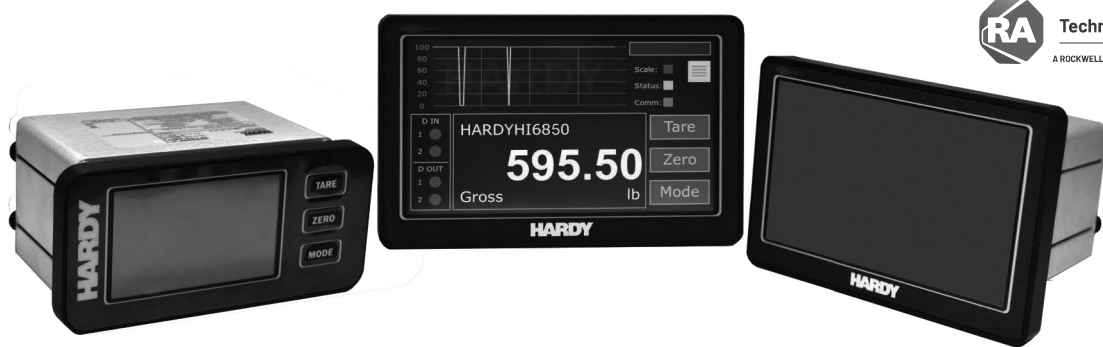 RA
Techn
A ROCKWELL
HARDY
TARE
ZERO
MODE
100
80
60
40
20
0
Scale:
Status:
Comm:
D IN
1
2
D OUT
1
2
HARDYHI6850
595.50
Gross
lb
Tare
Zero
Mode
HARDY
HARDY